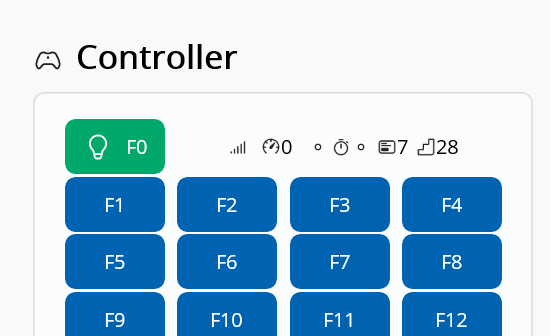 Controller
F0 0 7 28
F1 F2 F3 F4
F5 F6 F7 F8
F9 F10 F11 F12